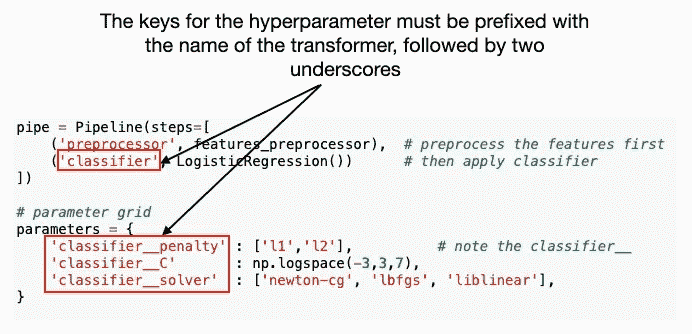 The keys for the hyperparameter must be prefixed with
the name of the transformer, followed by two
underscores
pipe = Pipeline(steps=[
    ('preprocessor', features_preprocessor),  # preprocess the features first
    ('classifier', LogisticRegression())      # then apply classifier
])
# parameter grid
parameters = {
    'classifier__penalty' : ['l1','l2'],          # note the classifier__
    'classifier__C'       : np.logspace(-3,3,7),
    'classifier__solver'  : ['newton-cg', 'lbfgs', 'liblinear'],
}